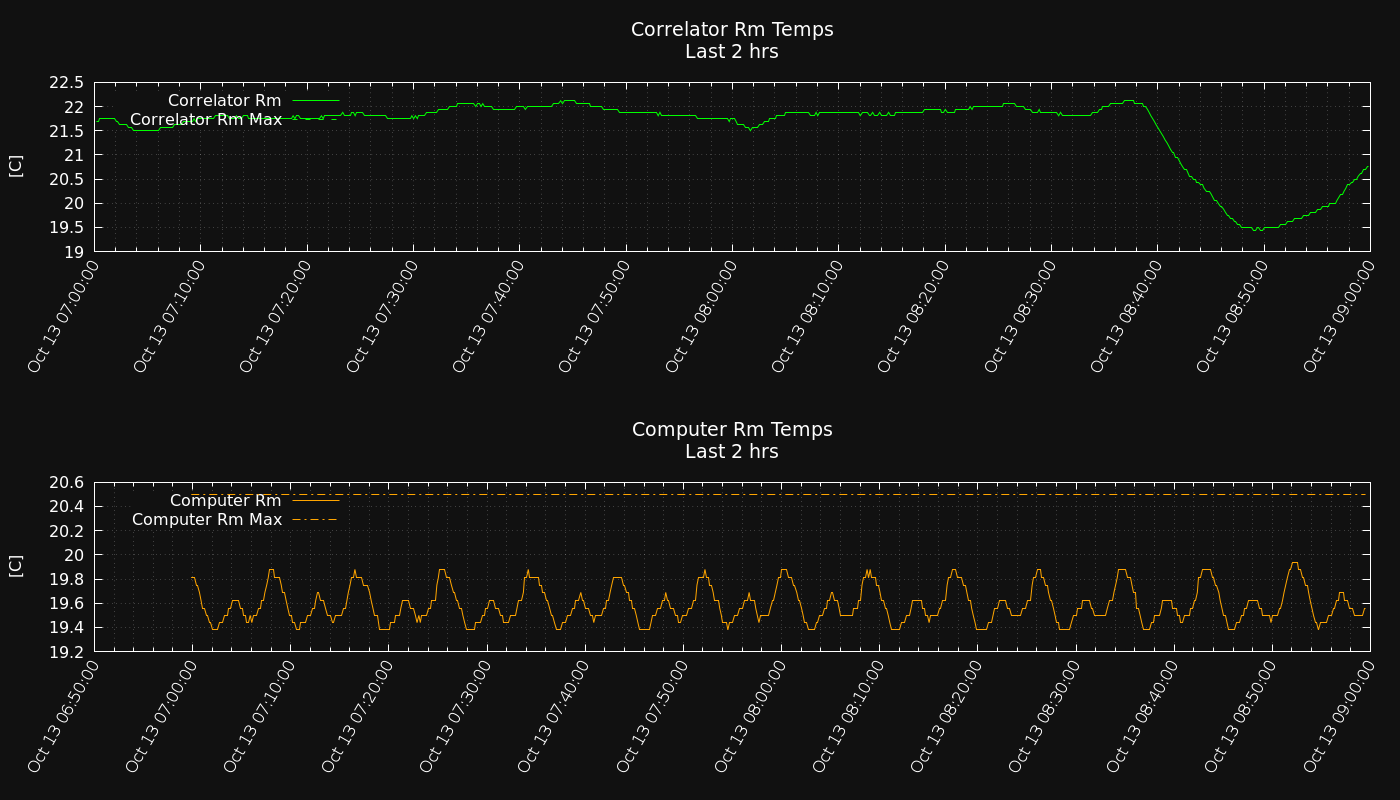 Correlator Rm Temps
Last 2 hrs
22.5
22
21.5
21
20.5
20
19.5
19
[C]
Correlator Rm
Correlator Rm Max
Oct 13 07:00:00
Oct 13 07:10:00
Oct 13 07:20:00
Oct 13 07:30:00
Oct 13 07:40:00
Oct 13 07:50:00
Oct 13 08:00:00
Oct 13 08:10:00
Oct 13 08:20:00
Oct 13 08:30:00
Oct 13 08:40:00
Oct 13 08:50:00
Oct 13 09:00:00
Computer Rm Temps
Last 2 hrs
20.6
20.4
20.2
20
19.8
19.6
19.4
19.2
[C]
Computer Rm
Computer Rm Max
Oct 13 06:50:00
Oct 13 07:00:00
Oct 13 07:10:00
Oct 13 07:20:00
Oct 13 07:30:00
Oct 13 07:40:00
Oct 13 07:50:00
Oct 13 08:00:00
Oct 13 08:10:00
Oct 13 08:20:00
Oct 13 08:30:00
Oct 13 08:40:00
Oct 13 08:50:00
Oct 13 09:00:00